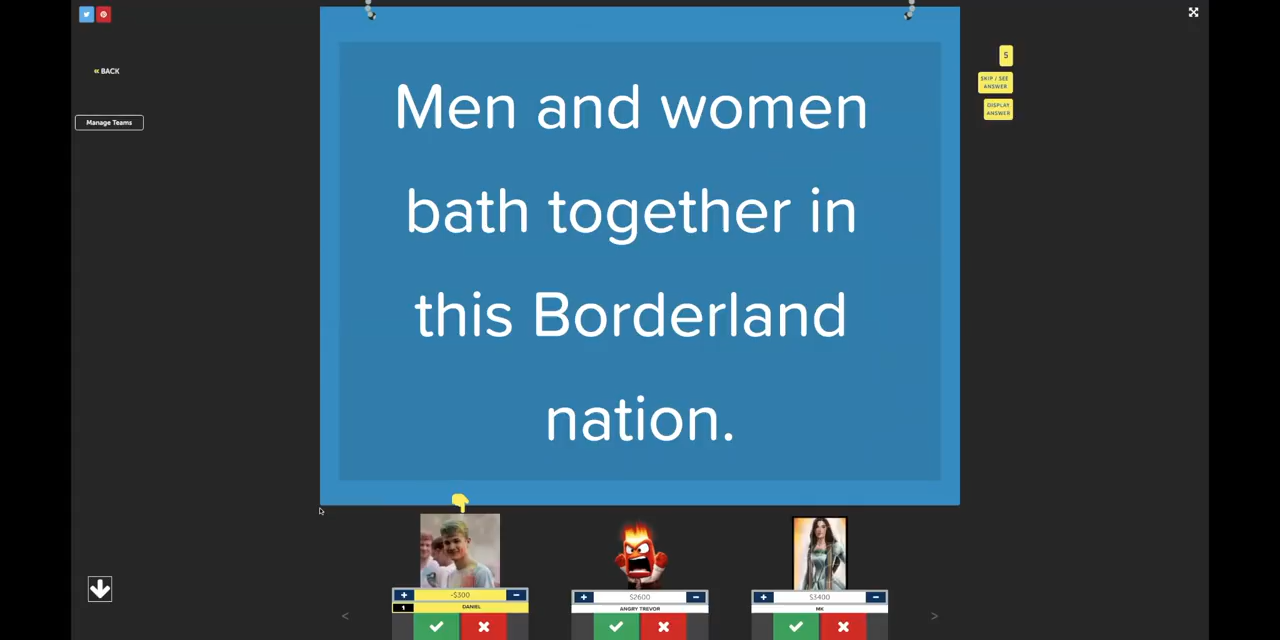 « BACK
Manage Teams
Men and women
bath together in
this Borderland
nation.
5
SKIP / SEE
ANSWER
DISPLAY
ANSWER
+ -$300 −
1 DANIEL
+ $2600 −
ANGRY TREVOR
+ $3400 −
MK
< >